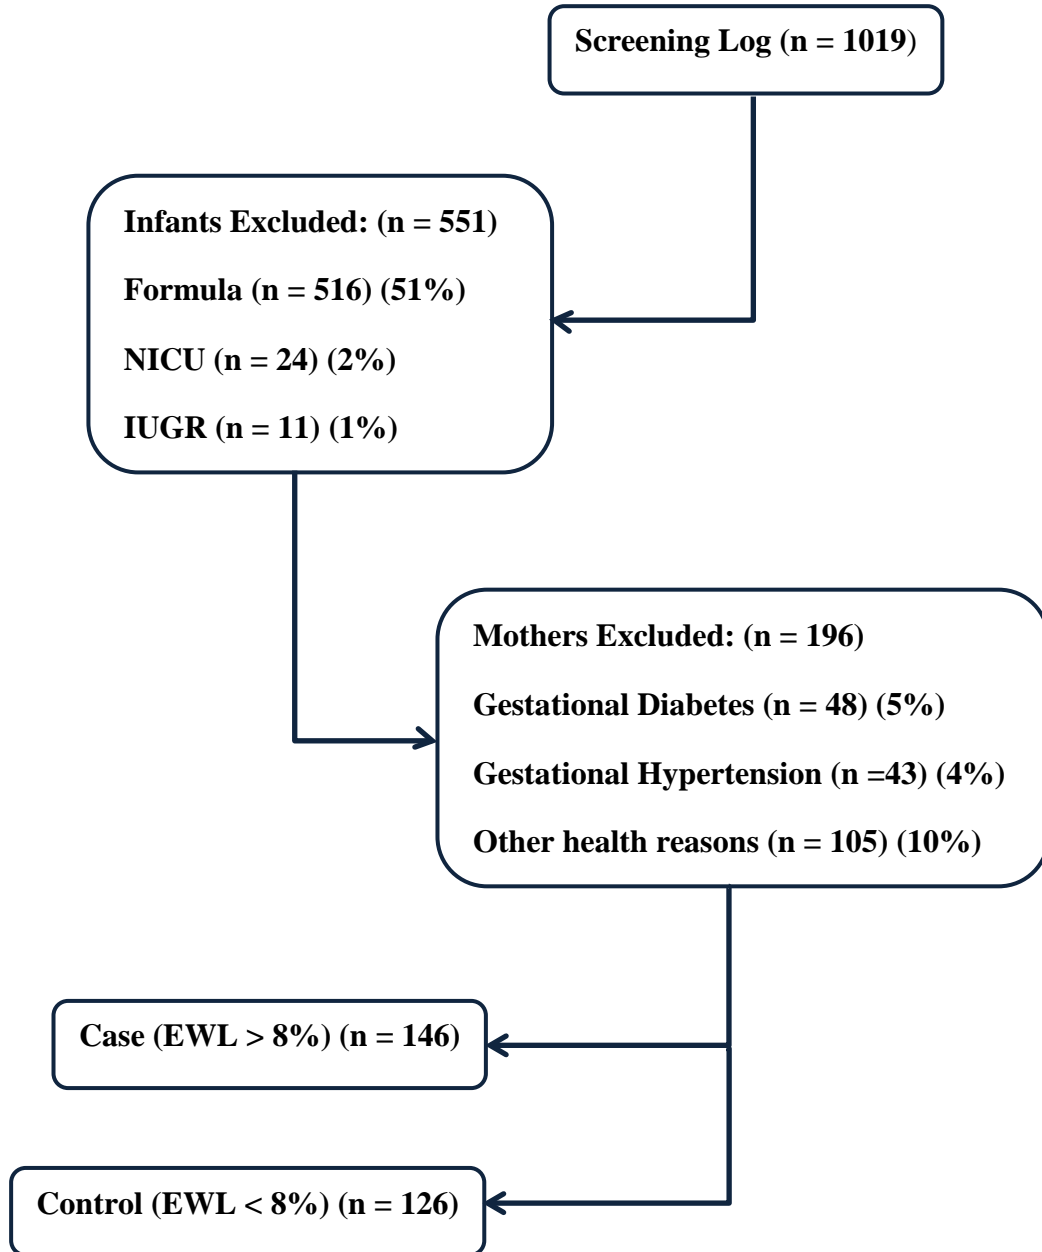 Screening Log (n = 1019)
Infants Excluded: (n = 551)
Formula (n = 516) (51%)
NICU (n = 24) (2%)
IUGR (n = 11) (1%)
Mothers Excluded: (n = 196)
Gestational Diabetes (n = 48) (5%)
Gestational Hypertension (n =43) (4%)
Other health reasons (n = 105) (10%)
Case (EWL > 8%) (n = 146)
Control (EWL < 8%) (n = 126)